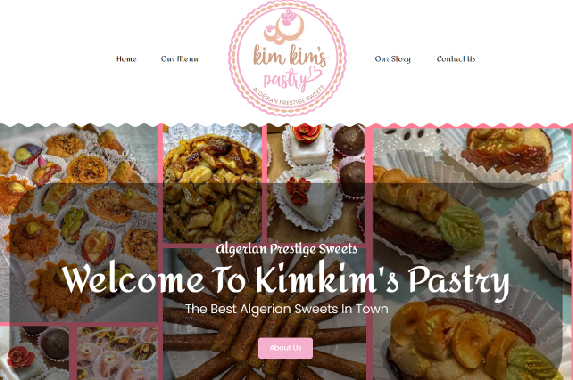 Home
Our Menu
kim kim's
pastry
ALGERIAN PRESTIGE SWEETS
Our Story
Contact Us
Algerian Prestige Sweets
Welcome To Kimkim's Pastry
The Best Algerian Sweets In Town
About Us